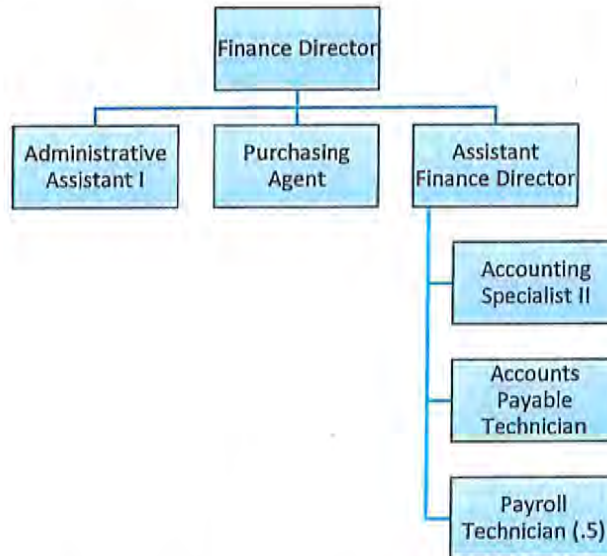 Finance Director
Administrative
Assistant I
Purchasing
Agent
Assistant
Finance Director
Accounting
Specialist II
Accounts
Payable
Technician
Payroll
Technician (.5)